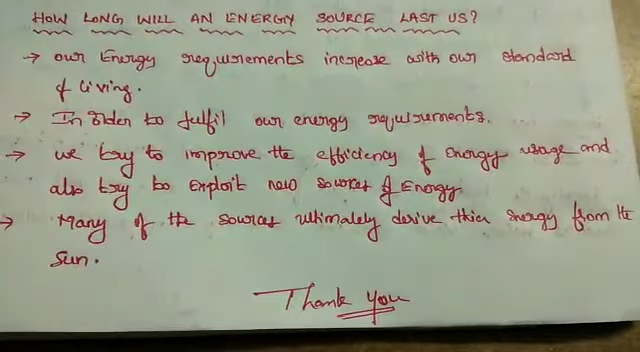 HOW LONG WILL AN ENERGY SOURCE LAST US?
→ our Energy requirements increase with our standard
of living.
→ In order to fulfil our energy requirements.
→ we try to improve the efficiency of Energy usage and
also try to exploit new sources of Energy
→ Many of the sources ultimately derive their energy from the
Sun.
Thank you